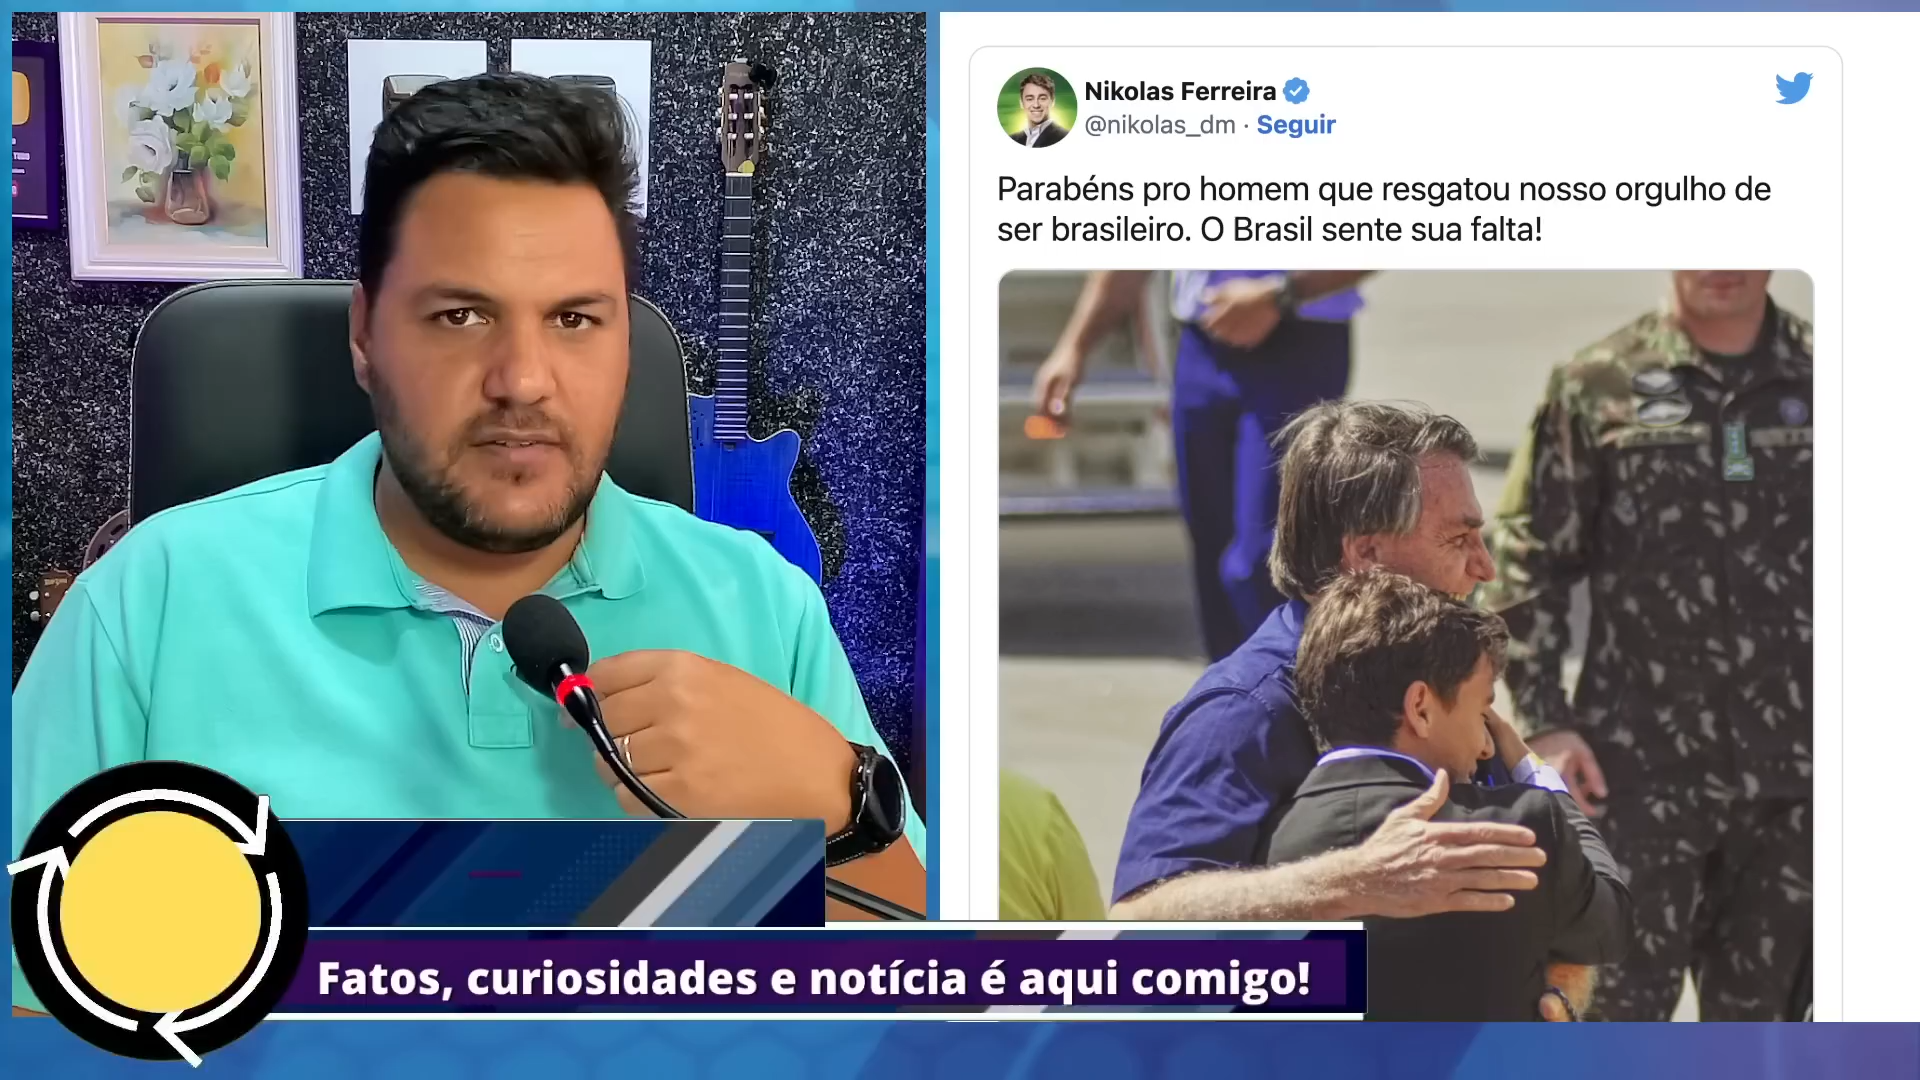 Nikolas Ferreira
@nikolas_dm · Seguir
Parabéns pro homem que resgatou nosso orgulho de
ser brasileiro. O Brasil sente sua falta!
Fatos, curiosidades e notícia é aqui comigo!